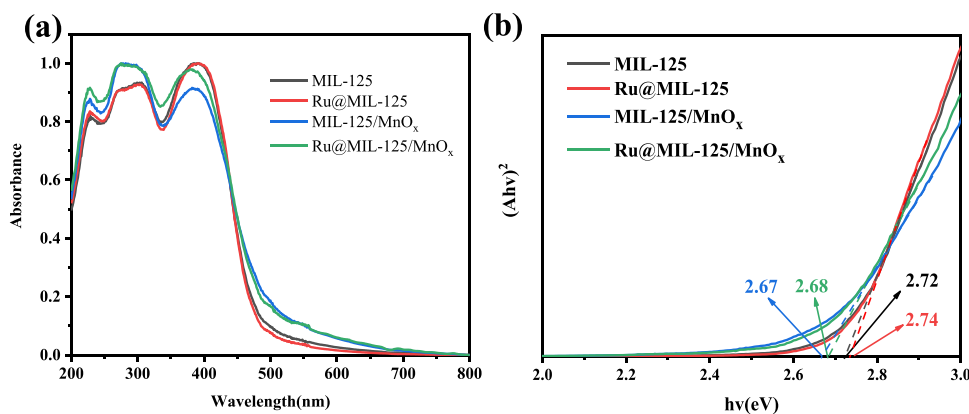 (a)
MIL-125
Ru@MIL-125
MIL-125/MnOₓ
Ru@MIL-125/MnOₓ
Absorbance
1.0
0.8
0.6
0.4
0.2
0.0
200 300 400 500 600 700 800
Wavelength(nm)
(b)
MIL-125
Ru@MIL-125
MIL-125/MnOₓ
Ru@MIL-125/MnOₓ
(Ahv)²
2.67
2.68
2.72
2.74
2.0 2.2 2.4 2.6 2.8 3.0
hv(eV)